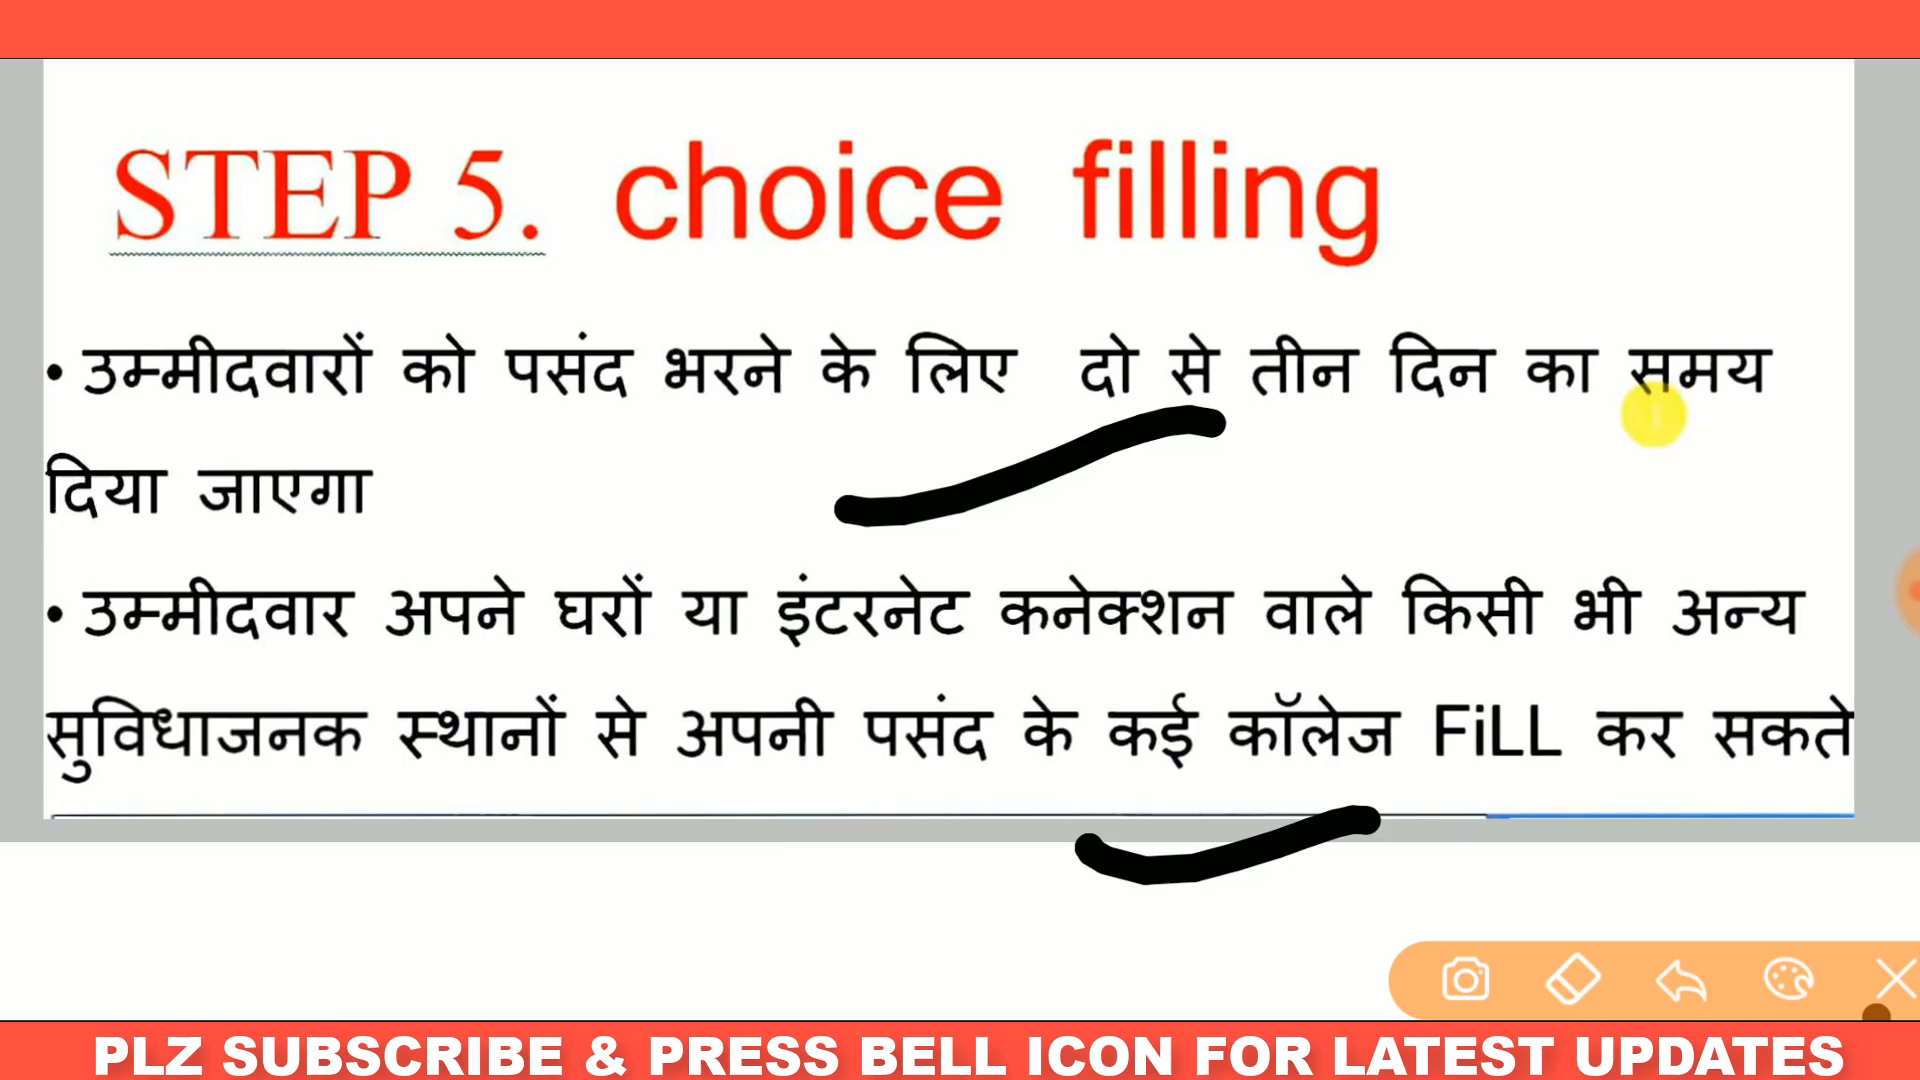 STEP 5. choice filling
• उम्मीदवारों को पसंद भरने के लिए दो से तीन दिन का समय
दिया जाएगा
• उम्मीदवार अपने घरों या इंटरनेट कनेक्शन वाले किसी भी अन्य
सुविधाजनक स्थानों से अपनी पसंद के कई कॉलेज FiLL कर सकते
PLZ SUBSCRIBE & PRESS BELL ICON FOR LATEST UPDATES